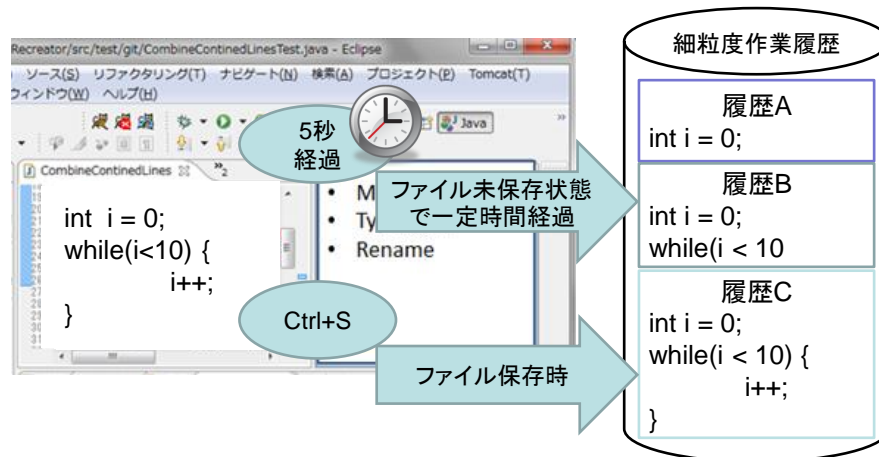 Recreator/src/test/git/CombineContinedLinesTest.java - Eclipse
ソース(S) リファクタリング(T) ナビゲート(N) 検索(A) プロジェクト(P) Tomcat(T)
ウィンドウ(W) ヘルプ(H)
Java
CombineContinedLines
2
5秒
経過
int i = 0;
while(i<10) {
i++;
}
Rename
Ctrl+S
ファイル未保存状態
で一定時間経過
ファイル保存時
細粒度作業履歴
履歴A
int i = 0;
履歴B
int i = 0;
while(i < 10
履歴C
int i = 0;
while(i < 10) {
i++;
}